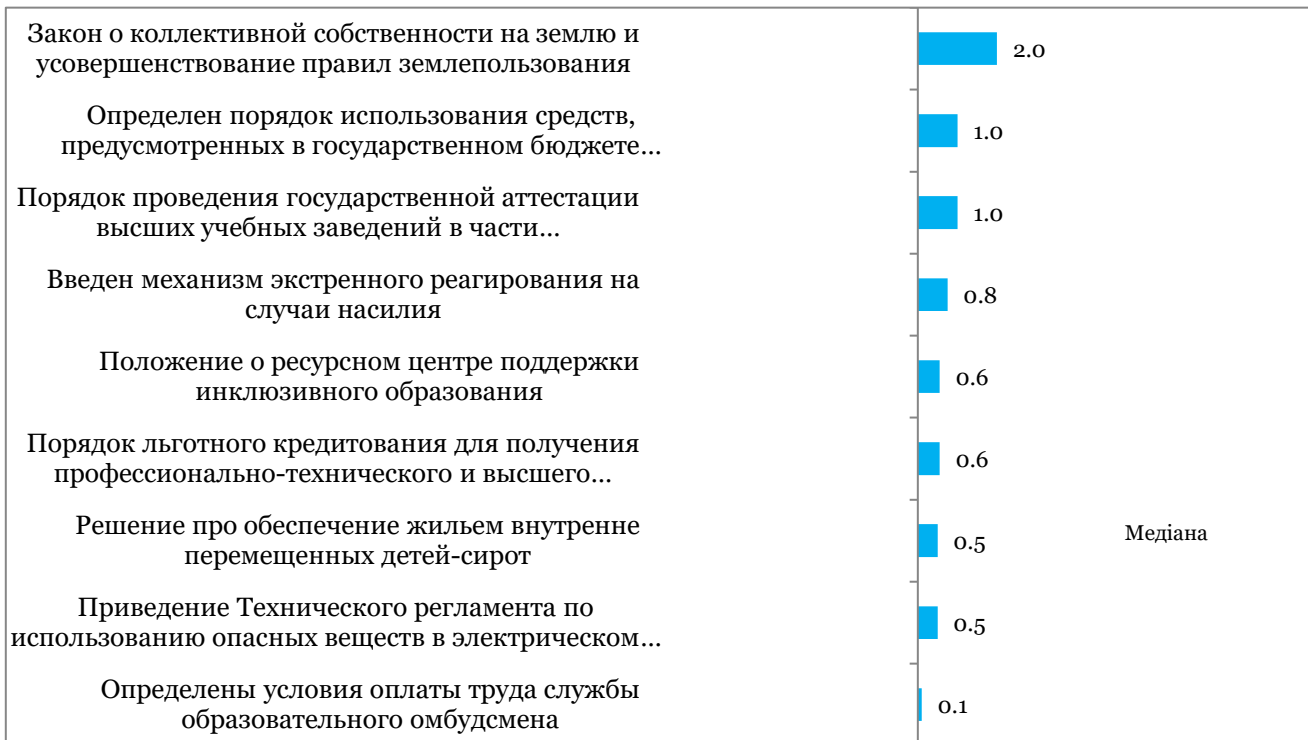 Закон о коллективной собственности на землю и
усовершенствование правил землепользования
2.0
Определен порядок использования средств,
предусмотренных в государственном бюджете...
1.0
Порядок проведения государственной аттестации
высших учебных заведений в части...
1.0
Введен механизм экстренного реагирования на
случаи насилия
0.8
Положение о ресурсном центре поддержки
инклюзивного образования
0.6
Порядок льготного кредитования для получения
профессионально-технического и высшего...
0.6
Решение про обеспечение жильем внутренне
перемещенных детей-сирот
0.5
Медіана
Приведение Технического регламента по
использованию опасных веществ в электрическом...
0.5
Определены условия оплаты труда службы
образовательного омбудсмена
0.1